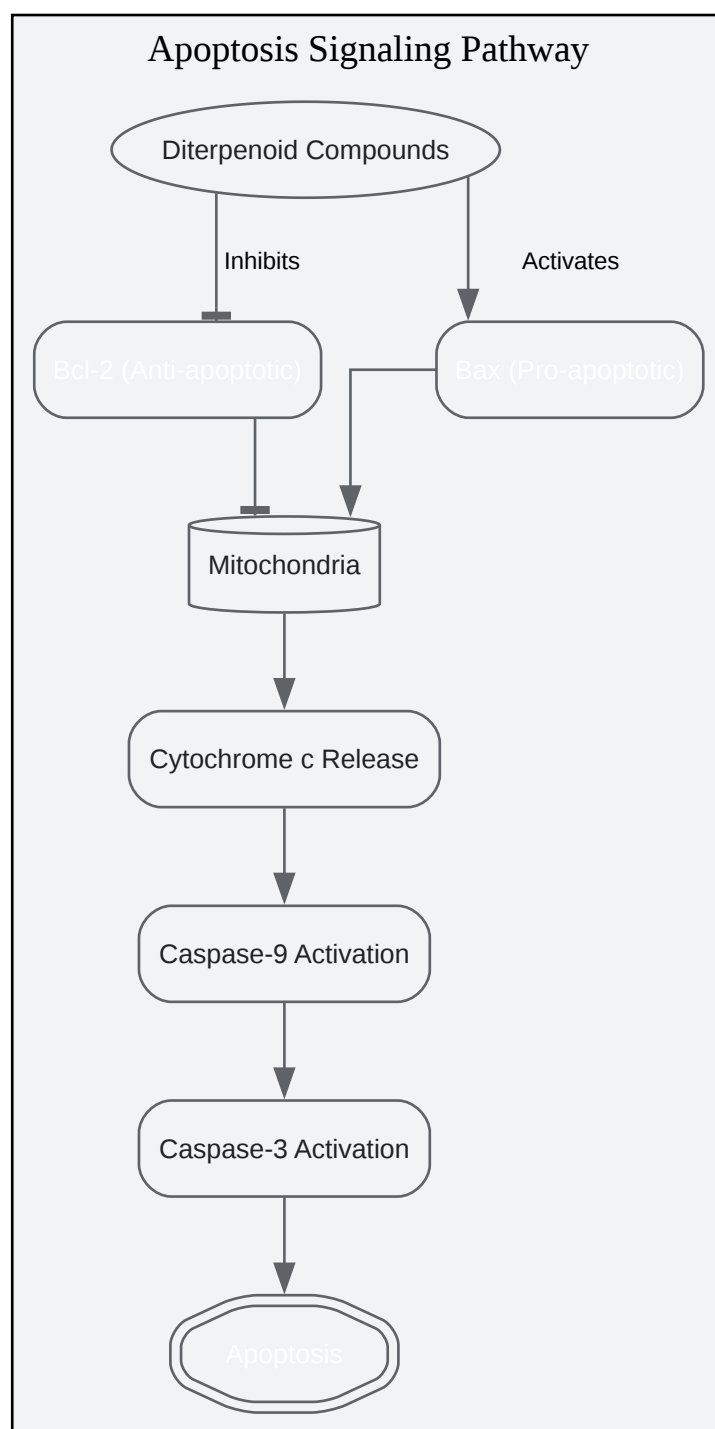 Apoptosis Signaling Pathway
Diterpenoid Compounds
Inhibits
Activates
Bcl-2 (Anti-apoptotic)
Bax (Pro-apoptotic)
Mitochondria
Cytochrome c Release
Caspase-9 Activation
Caspase-3 Activation
Apoptosis